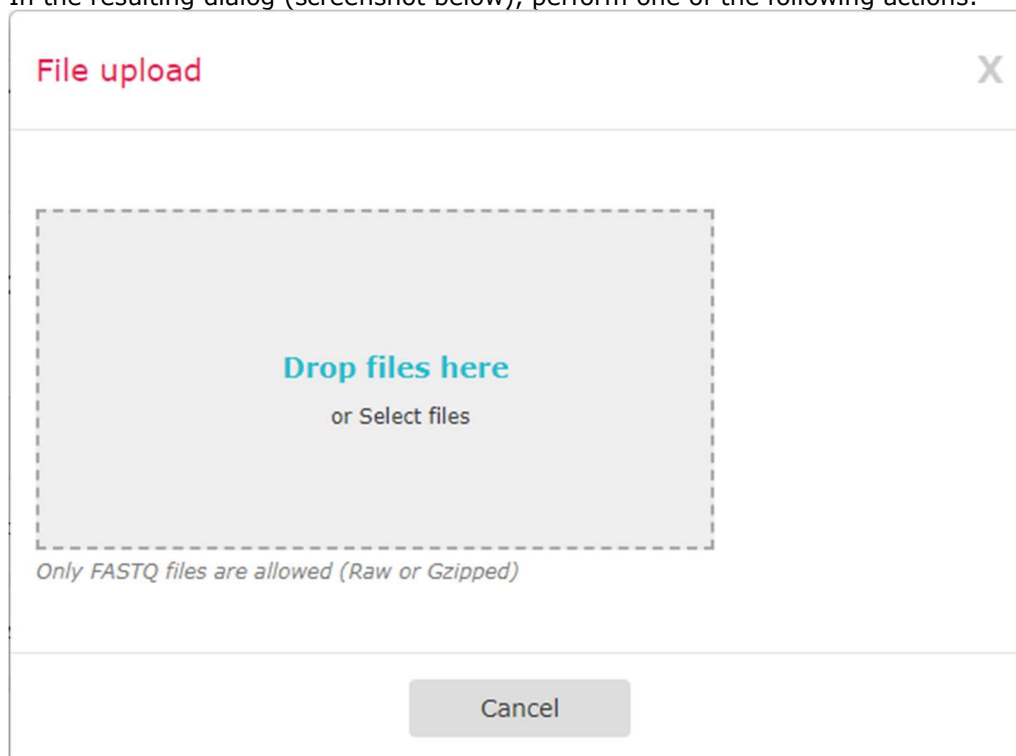 In the resulting dialog (screenshot below), perform one of the following actions:
File upload
X
Drop files here
or Select files
Only FASTQ files are allowed (Raw or Gzipped)
Cancel